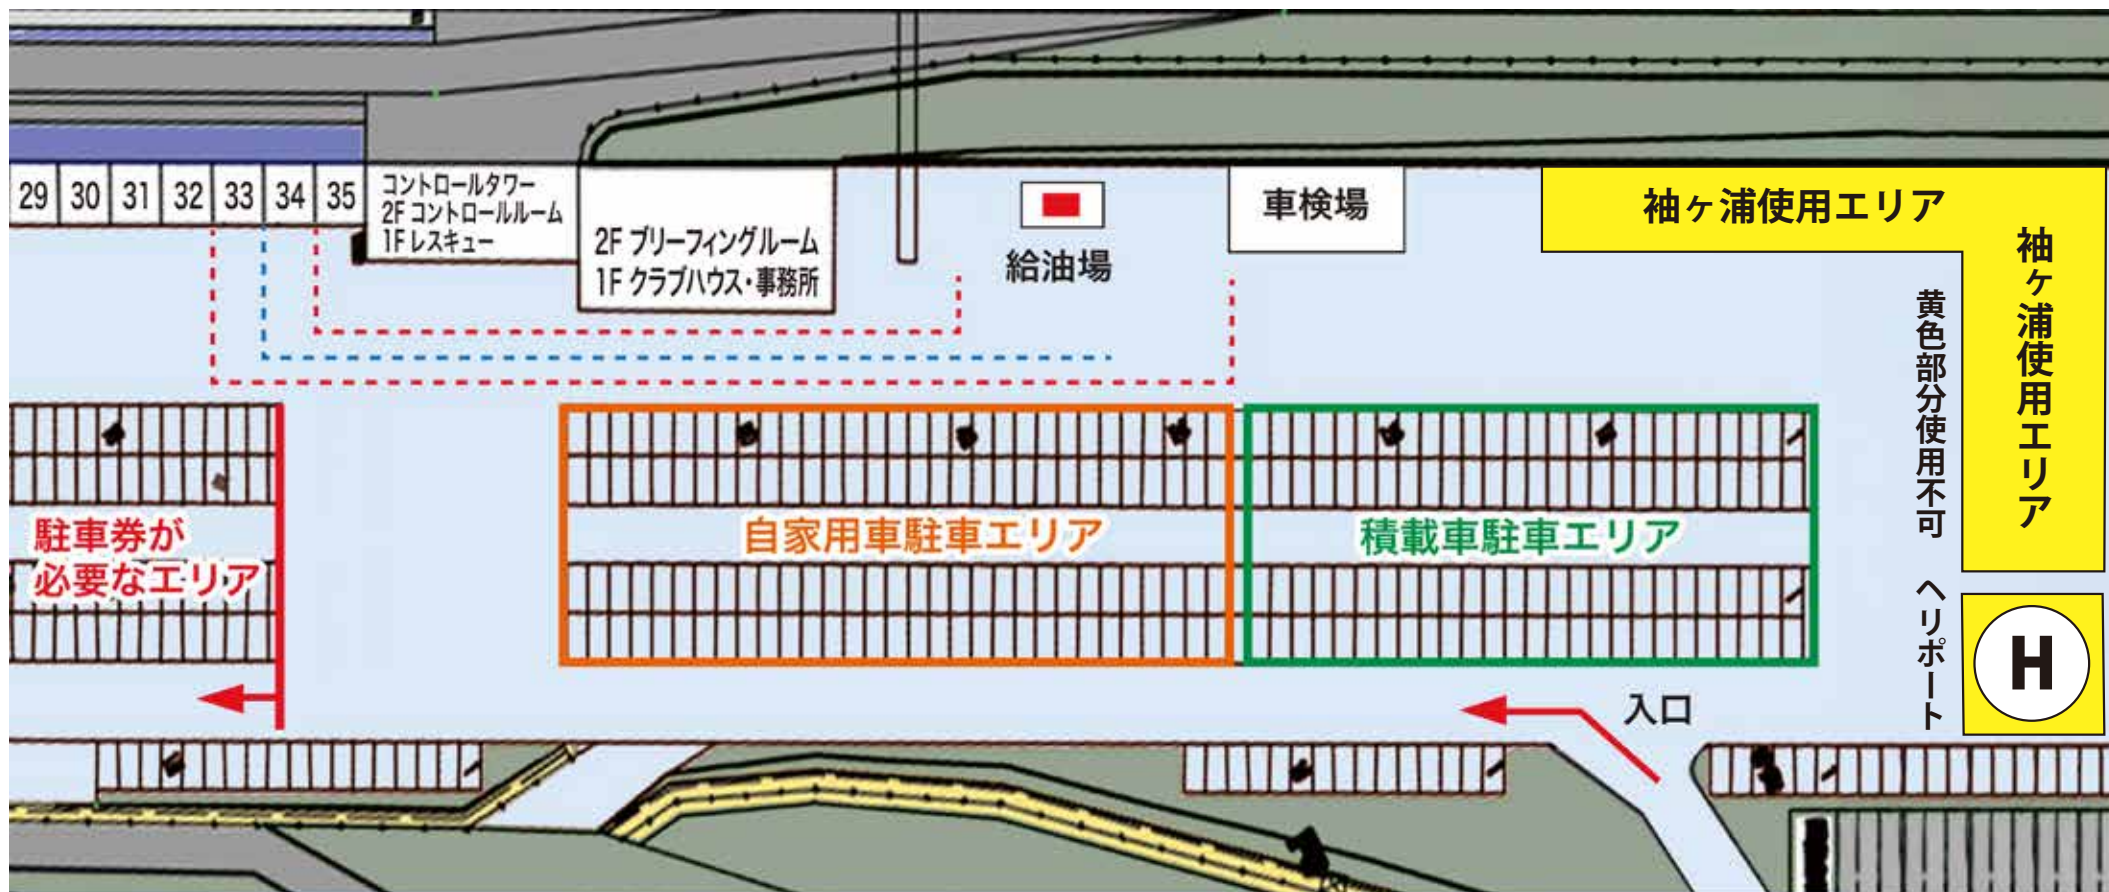 29 30 31 32 33 34 35
コントロールタワー
2F コントロールルーム
1F レスキュー
2F ブリーフィングルーム
1F クラブハウス・事務所
給油場
車検場
袖ヶ浦使用エリア
袖ヶ浦使用エリア
黄色部分使用不可
ヘリポート
H
駐車券が
必要なエリア
自家用車駐車エリア
積載車駐車エリア
入口